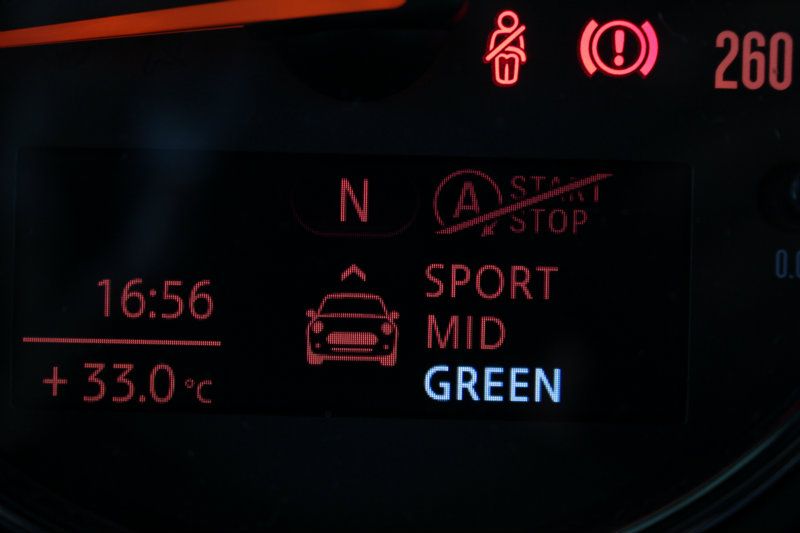 260
N
A START
STOP
16:56
SPORT
MID
+ 33.0 °C
GREEN